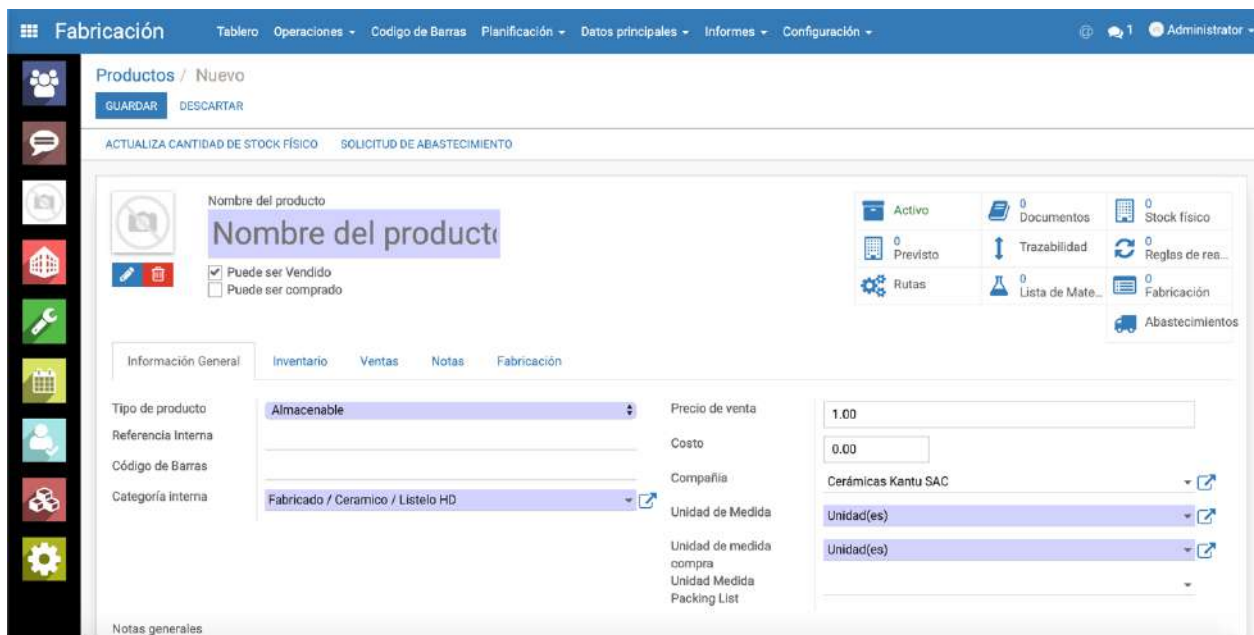 Fabricación Tablero Operaciones Codigo de Barras Planificación Datos principales Informes Configuración @ 1 Administrator
Productos / Nuevo
GUARDAR DESCARTAR
ACTUALIZA CANTIDAD DE STOCK FÍSICO SOLICITUD DE ABASTECIMIENTO
Nombre del producto
Nombre del product
Puede ser Vendido
Puede ser comprado
Activo
0
Documentos
0
Stock físico
0
Previsto
Trazabilidad
0
Reglas de rea...
Rutas
0
Lista de Mate...
0
Fabricación
Abastecimientos
Información General Inventario Ventas Notas Fabricación
Tipo de producto Almacenable
Referencia Interna
Código de Barras
Categoría interna Fabricado / Ceramico / Listelo HD
Precio de venta 1.00
Costo 0.00
Compañia Cerámicas Kantu SAC
Unidad de Medida Unidad(es)
Unidad de medida
compra Unidad(es)
Unidad Medida
Packing List
Notas generales